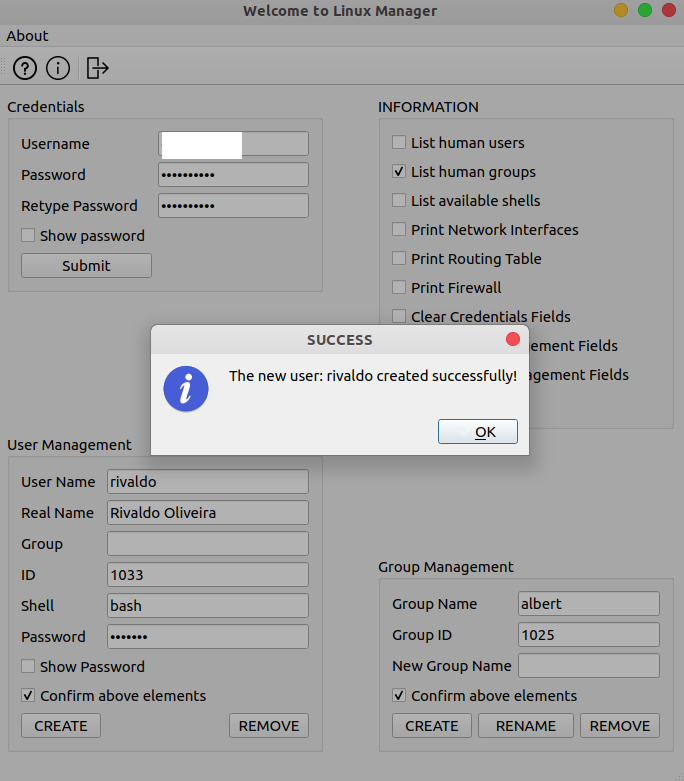 Welcome to Linux Manager
About
Credentials
Username
Password ••••••••••
Retype Password ••••••••••
Show password
Submit
INFORMATION
List human users
List human groups
List available shells
Print Network Interfaces
Print Routing Table
Print Firewall
Clear Credentials Fields
ement Fields
agement Fields
SUCCESS
The new user: rivaldo created successfully!
OK
User Management
User Name rivaldo
Real Name Rivaldo Oliveira
Group
ID 1033
Shell bash
Password •••••••
Show Password
Confirm above elements
CREATE REMOVE
Group Management
Group Name albert
Group ID 1025
New Group Name
Confirm above elements
CREATE RENAME REMOVE